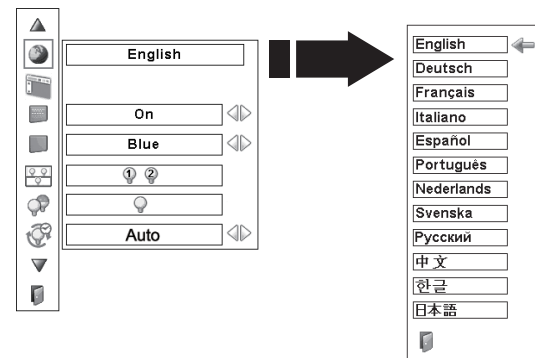 English
On
Blue
1 2
Auto
English
Deutsch
Français
Italiano
Español
Português
Nederlands
Svenska
Русский
中文
한글
日本語